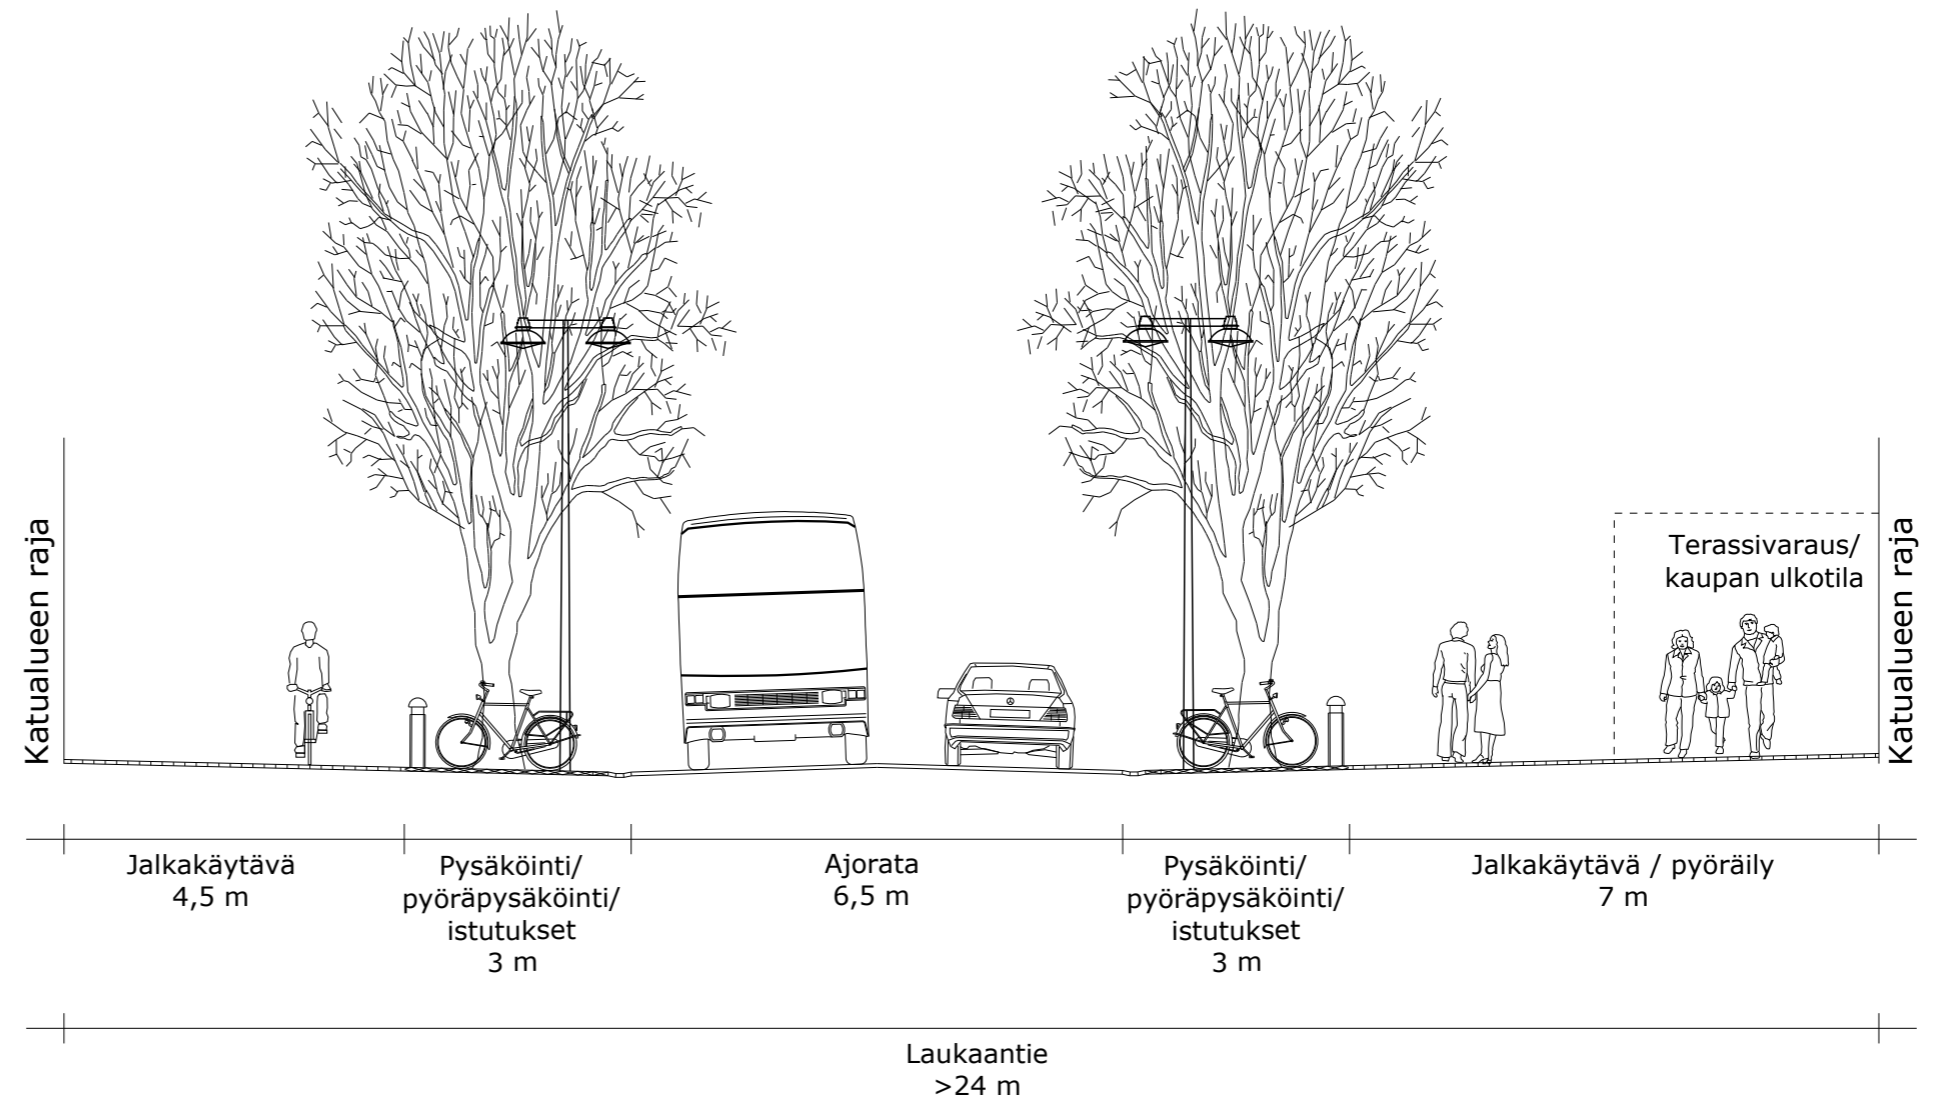 Katualueen raja
Terassivaraus/
kaupan ulkotila
Katualueen raja
Jalkakäytävä
4,5 m
Pysäköinti/
pyöräpysäköinti/
istutukset
3 m
Ajorata
6,5 m
Pysäköinti/
pyöräpysäköinti/
istutukset
3 m
Jalkakäytävä / pyöräily
7 m
Laukaantie
>24 m